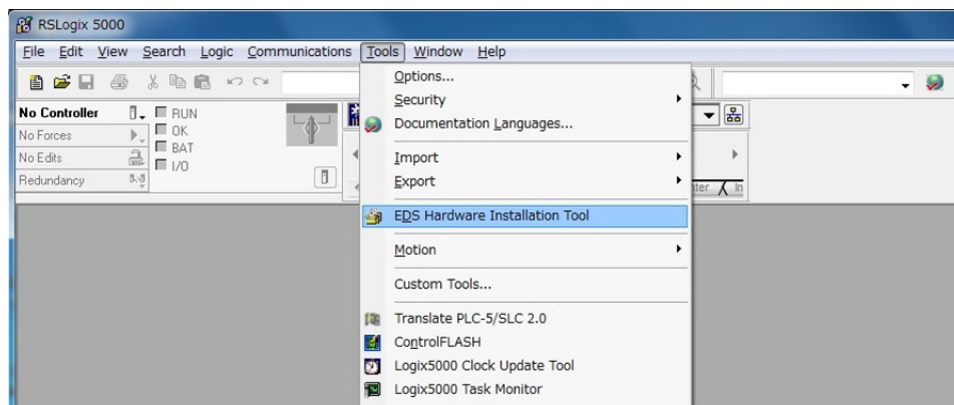 RSLogix 5000
File Edit View Search Logic Communications Tools Window Help
No Controller
No Forces
No Edits
Redundancy
RUN
OK
BAT
I/O
Options...
Security
Documentation Languages...
Import
Export
EDS Hardware Installation Tool
Motion
Custom Tools...
Translate PLC-5/SLC 2.0
ControlFLASH
Logix5000 Clock Update Tool
Logix5000 Task Monitor
In